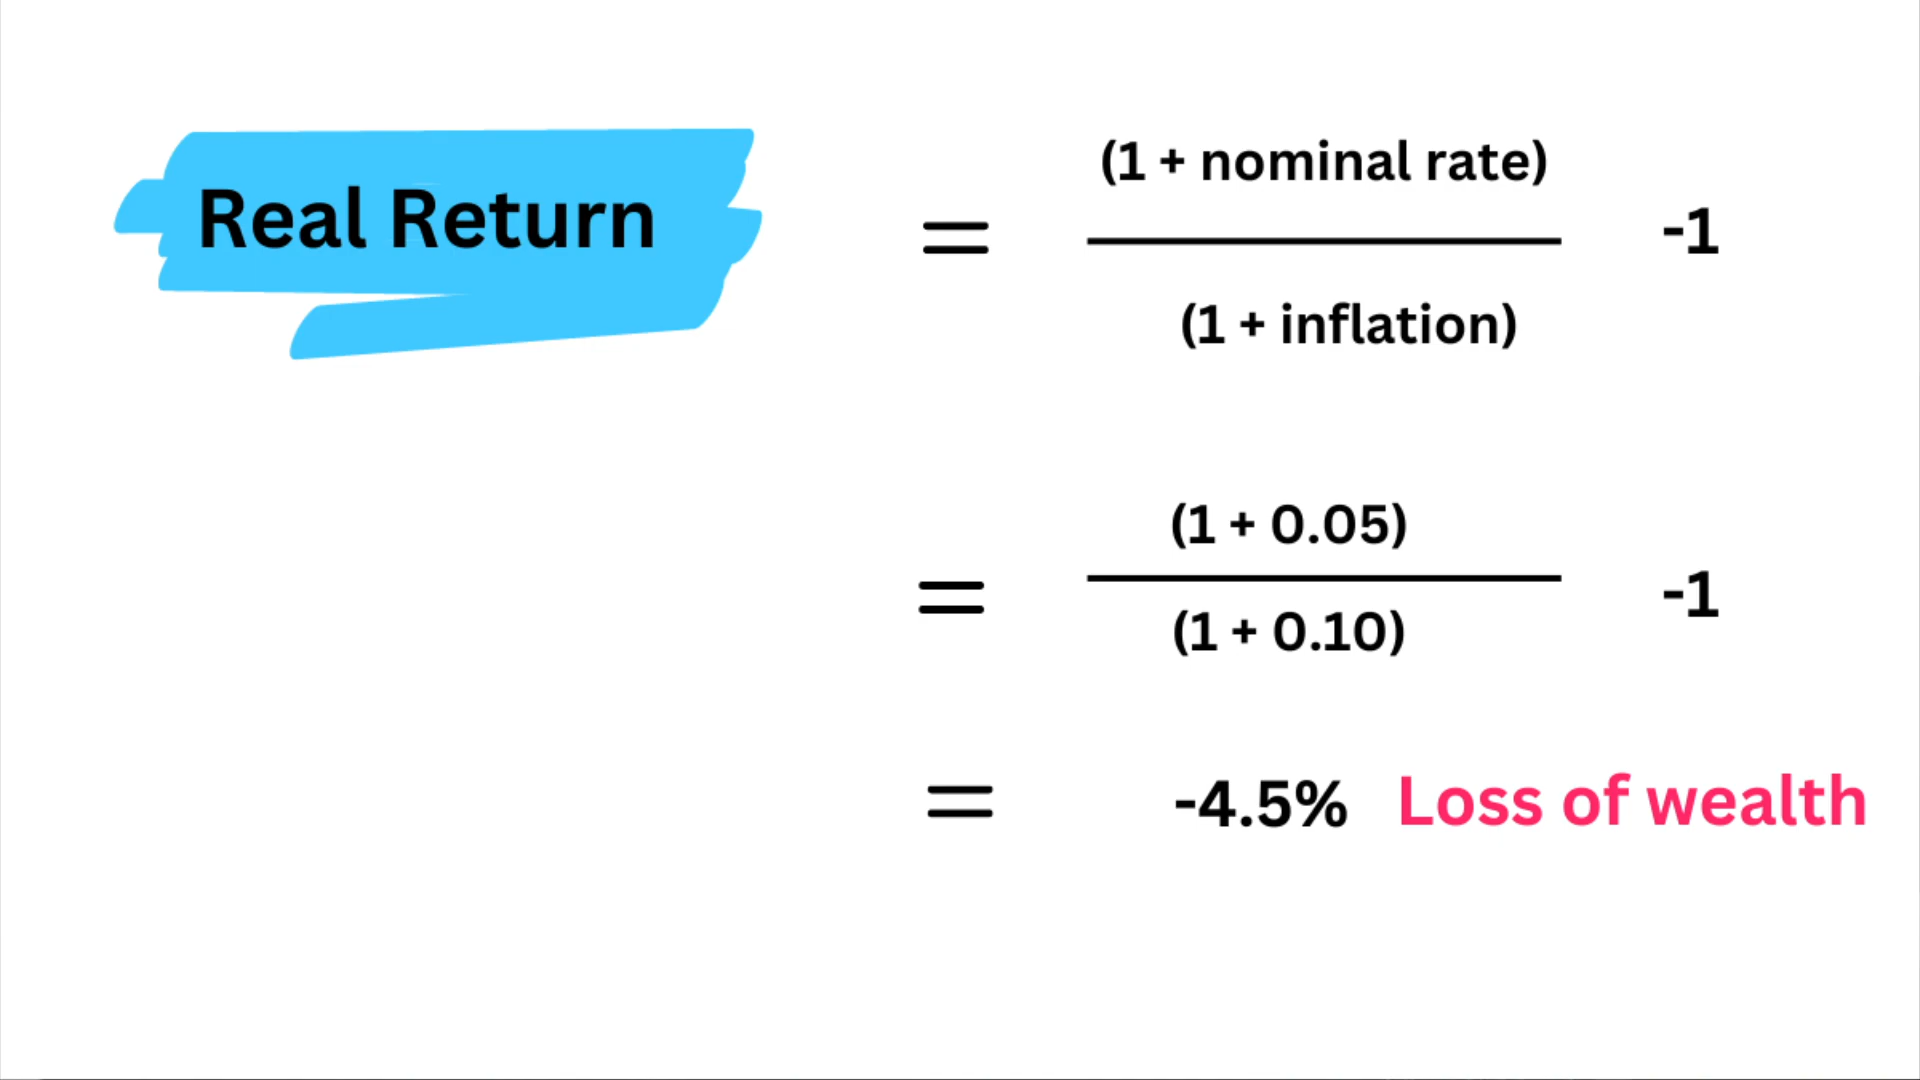 Real Return
=
(1 + nominal rate)
(1 + inflation)
-1
=
(1 + 0.05)
(1 + 0.10)
-1
=
-4.5% Loss of wealth